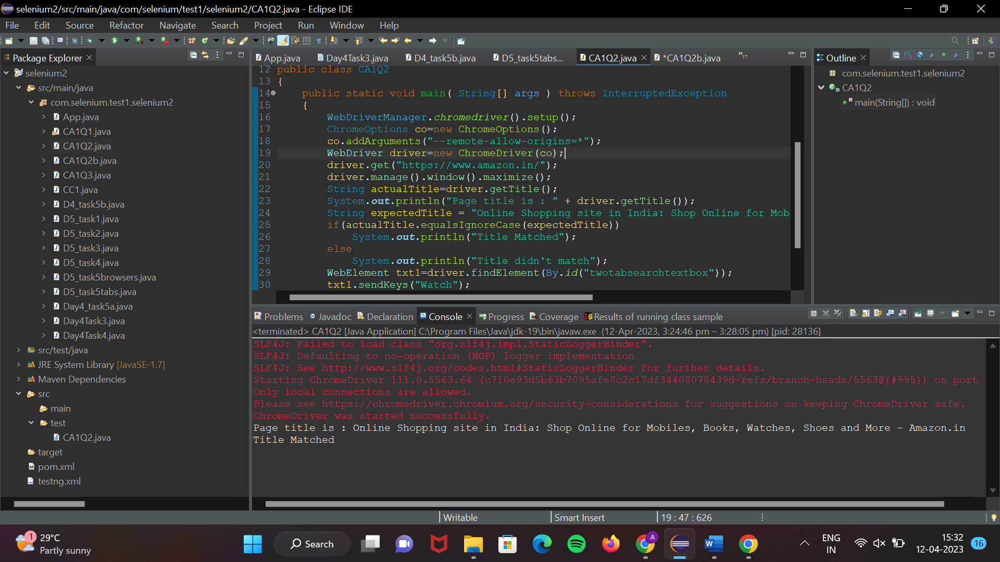 selenium2/src/main/java/com/selenium/test1/selenium2/CA1Q2.java - Eclipse IDE
File Edit Source Refactor Navigate Search Project Run Window Help
Package Explorer
selenium2
src/main/java
com.selenium.test1.selenium2
App.java
CA1Q1.java
CA1Q2.java
CA1Q2b.java
CA1Q3.java
CC1.java
D4_task5b.java
D5_task1.java
D5_task2.java
D5_task3.java
D5_task4.java
D5_task5browsers.java
D5_task5tabs.java
Day4_task5a.java
Day4Task3.java
Day4Task4.java
src/test/java
JRE System Library [JavaSE-1.7]
Maven Dependencies
src
main
test
CA1Q2.java
target
pom.xml
testng.xml
App.java Day4Task3.java D4_task5b.java D5_task5tabs... CA1Q2.java *CA1Q2b.java »17
12 public class CA1Q2
13 {
14 public static void main( String[] args ) throws InterruptedException
15 {
16 WebDriverManager.chromedriver().setup();
17 ChromeOptions co=new ChromeOptions();
18 co.addArguments("--remote-allow-origins=*");
19 WebDriver driver=new ChromeDriver(co);
20 driver.get("https://www.amazon.in/");
21 driver.manage().window().maximize();
22 String actualTitle=driver.getTitle();
23 System.out.println("Page title is : " + driver.getTitle());
24 String expectedTitle = "Online Shopping site in India: Shop Online for Mob
25 if(actualTitle.equalsIgnoreCase(expectedTitle))
26 System.out.println("Title Matched");
27 else
28 System.out.println("Title didn't match");
29 WebElement txt1=driver.findElement(By.id("twotabsearchtextbox"));
30 txt1.sendKeys("Watch");
Outline
com.selenium.test1.selenium2
CA1Q2
main(String[]) : void
Problems Javadoc Declaration Console Progress Coverage Results of running class sample
<terminated> CA1Q2 [Java Application] C:\Program Files\Java\jdk-19\bin\javaw.exe (12-Apr-2023, 3:24:46 pm – 3:28:05 pm) [pid: 28136]
SLF4J: Failed to load class "org.slf4j.impl.StaticLoggerBinder".
SLF4J: Defaulting to no-operation (NOP) logger implementation
SLF4J: See http://www.slf4j.org/codes.html#StaticLoggerBinder for further details.
Starting ChromeDriver 111.0.5563.64 (c710e93d5b63b7095afe8c2c17df34408078439d-refs/branch-heads/5563@{#995}) on port
Only local connections are allowed.
Please see https://chromedriver.chromium.org/security-considerations for suggestions on keeping ChromeDriver safe.
ChromeDriver was started successfully.
Page title is : Online Shopping site in India: Shop Online for Mobiles, Books, Watches, Shoes and More - Amazon.in
Title Matched
Writable Smart Insert 19 : 47 : 626
1 29°C
Partly sunny
Search
A
ENG
IN
15:32
12-04-2023
16